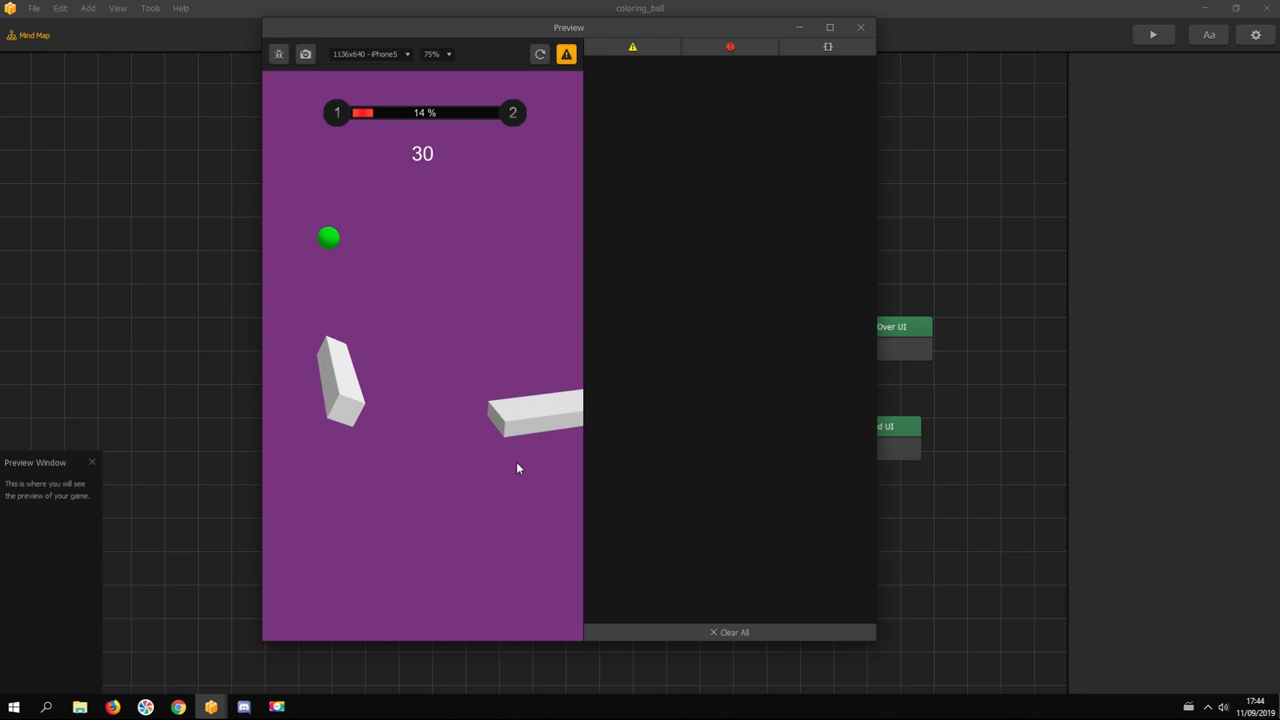 File Edit Add View Tools Help
coloring_ball
Mind Map
Aa
Preview
1136x640 - iPhone5
75%
{}
1
14 %
2
30
Over UI
d UI
Preview Window
This is where you will see
the preview of your game.
Clear All
17:44
11/09/2019